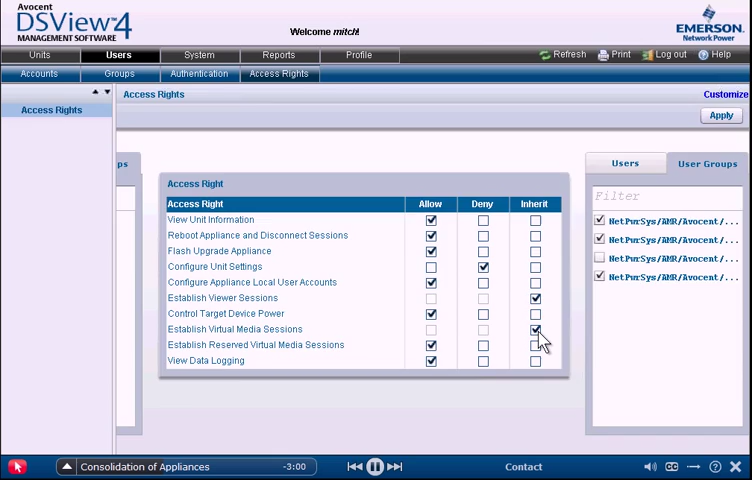 Avocent
DSView™4
MANAGEMENT SOFTWARE
Welcome mitch!
EMERSON
Network Power
Units
Users
System
Reports
Profile
Refresh
Print
Log out
Help
Accounts
Groups
Authentication
Access Rights
Access Rights
Access Rights
Customize
Apply
ps
Access Right
Access Right Allow Deny Inherit
View Unit Information
Reboot Appliance and Disconnect Sessions
Flash Upgrade Appliance
Configure Unit Settings
Configure Appliance Local User Accounts
Establish Viewer Sessions
Control Target Device Power
Establish Virtual Media Sessions
Establish Reserved Virtual Media Sessions
View Data Logging
Users
User Groups
Filter
NetPwrSys/AMR/Avocent/...
NetPwrSys/AMR/Avocent/...
NetPwrSys/AMR/Avocent/...
NetPwrSys/AMR/Avocent/...
Consolidation of Appliances
-3:00
Contact
CC